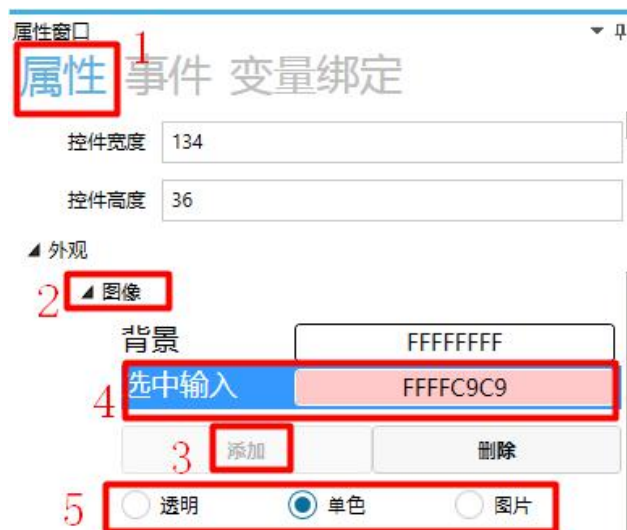 属性窗口
1
属性 事件 变量绑定
控件宽度 134
控件高度 36
外观
2 图像
背景 FFFFFFFF
4 选中输入 FFFFC9C9
3 添加 删除
5 透明 单色 图片